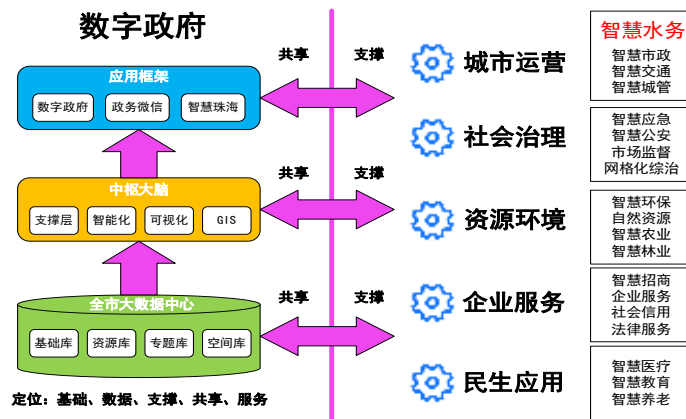 数字政府
应用框架
数字政府
政务微信
智慧珠海
中枢大脑
支撑层
智能化
可视化
GIS
全市大数据中心
基础库
资源库
专题库
空间库
定位：基础、数据、支撑、共享、服务
共享
支撑
共享
支撑
共享
支撑
城市运营
社会治理
资源环境
企业服务
民生应用
智慧水务
智慧市政
智慧交通
智慧城管
智慧应急
智慧公安
市场监督
网格化综治
智慧环保
自然资源
智慧农业
智慧林业
智慧招商
企业服务
社会信用
法律服务
智慧医疗
智慧教育
智慧养老